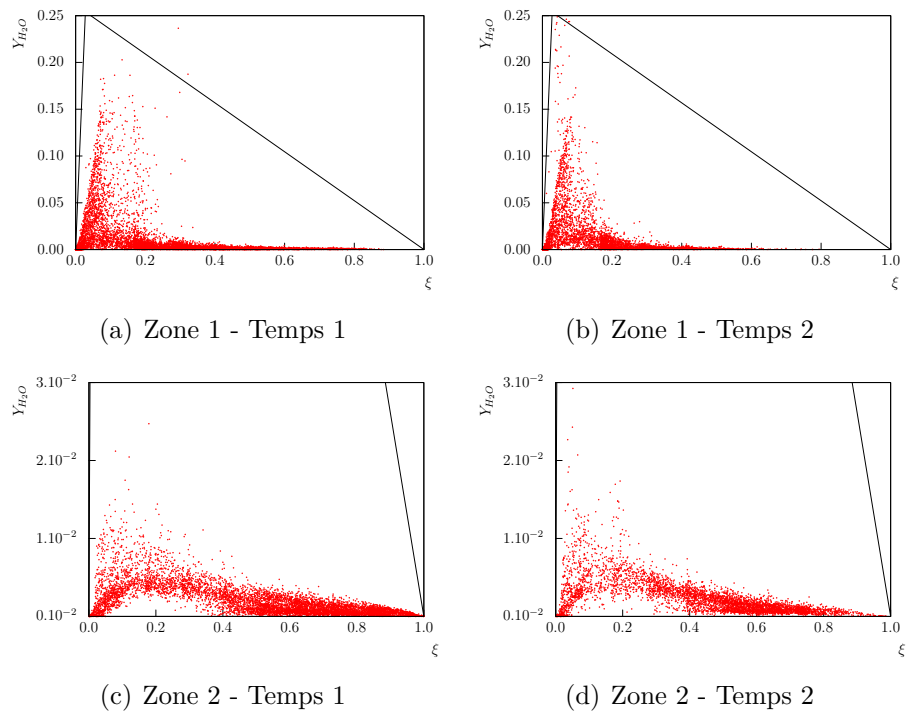 0.25 0.25
Y_{H_2O} Y_{H_2O}
0.20 0.20
0.15 0.15
0.10 0.10
0.05 0.05
0.00 0.00
0.0 0.2 0.4 0.6 0.8 1.0 0.0 0.2 0.4 0.6 0.8 1.0
ξ ξ
(a) Zone 1 - Temps 1 (b) Zone 1 - Temps 2
3.10⁻² 3.10⁻²
Y_{H_2O} Y_{H_2O}
2.10⁻² 2.10⁻²
1.10⁻² 1.10⁻²
0.10⁻² 0.10⁻²
0.0 0.2 0.4 0.6 0.8 1.0 0.0 0.2 0.4 0.6 0.8 1.0
ξ ξ
(c) Zone 2 - Temps 1 (d) Zone 2 - Temps 2